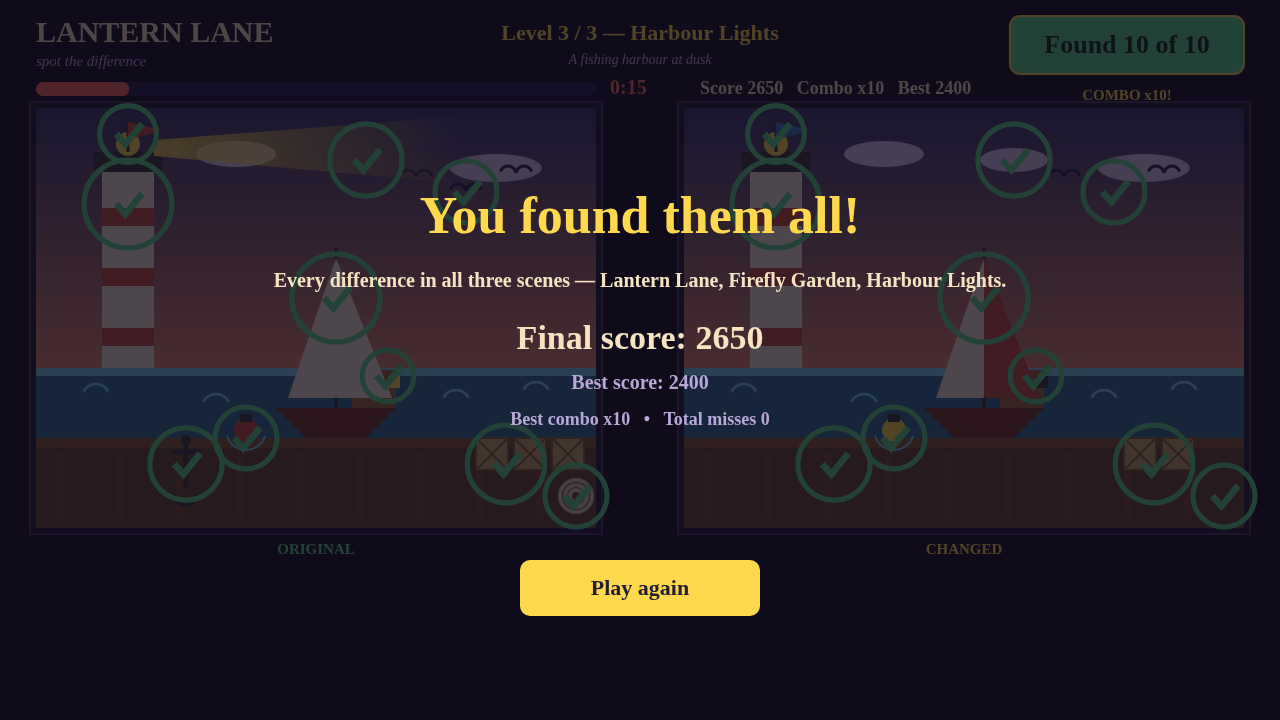 LANTERN LANE
spot the difference
Level 3 / 3 — Harbour Lights
A fishing harbour at dusk
Found 10 of 10
0:15
Score 2650 Combo x10 Best 2400
COMBO x10!
You found them all!
Every difference in all three scenes — Lantern Lane, Firefly Garden, Harbour Lights.
Final score: 2650
Best score: 2400
Best combo x10 • Total misses 0
ORIGINAL
CHANGED
Play again